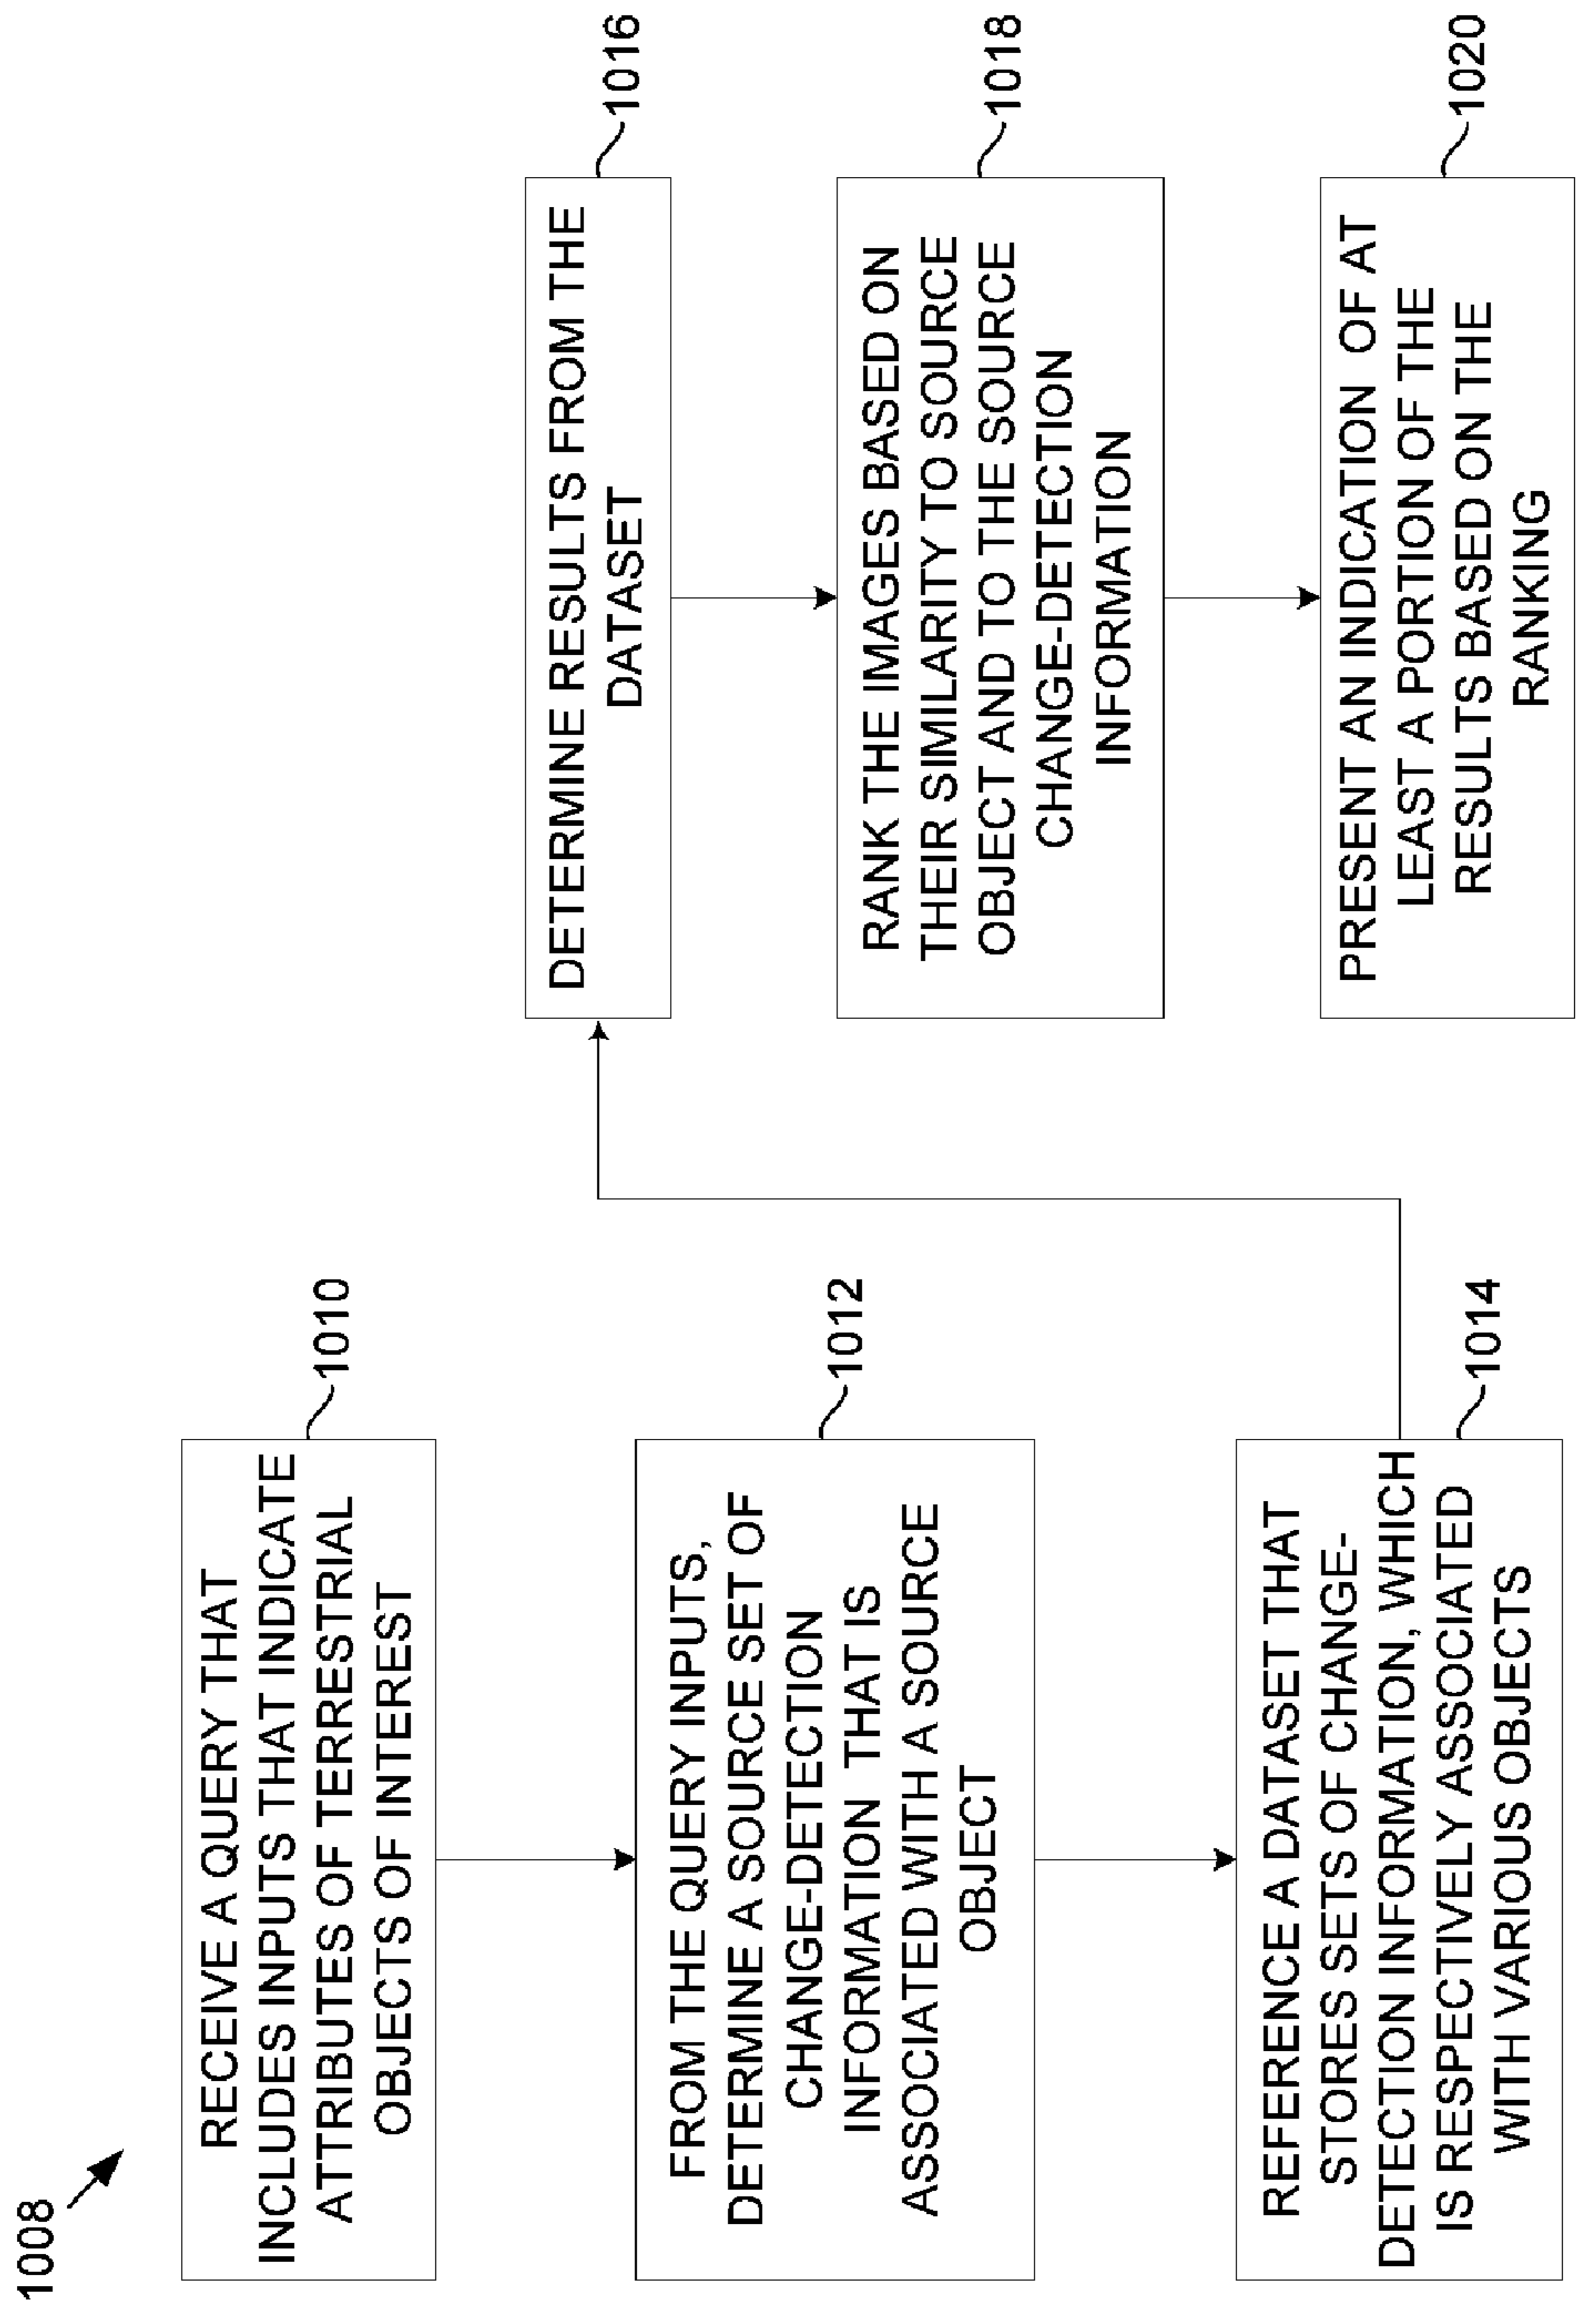 1008
RECEIVE A QUERY THAT
INCLUDES INPUTS THAT INDICATE
ATTRIBUTES OF TERRESTRIAL
OBJECTS OF INTEREST
1010
FROM THE QUERY INPUTS,
DETERMINE A SOURCE SET OF
CHANGE-DETECTION
INFORMATION THAT IS
ASSOCIATED WITH A SOURCE
OBJECT
1012
REFERENCE A DATASET THAT
STORES SETS OF CHANGE-
DETECTION INFORMATION, WHICH
IS RESPECTIVELY ASSOCIATED
WITH VARIOUS OBJECTS
1014
DETERMINE RESULTS FROM THE
DATASET
1016
RANK THE IMAGES BASED ON
THEIR SIMILARITY TO SOURCE
OBJECT AND TO THE SOURCE
CHANGE-DETECTION
INFORMATION
1018
PRESENT AN INDICATION OF AT
LEAST A PORTION OF THE
RESULTS BASED ON THE
RANKING
1020